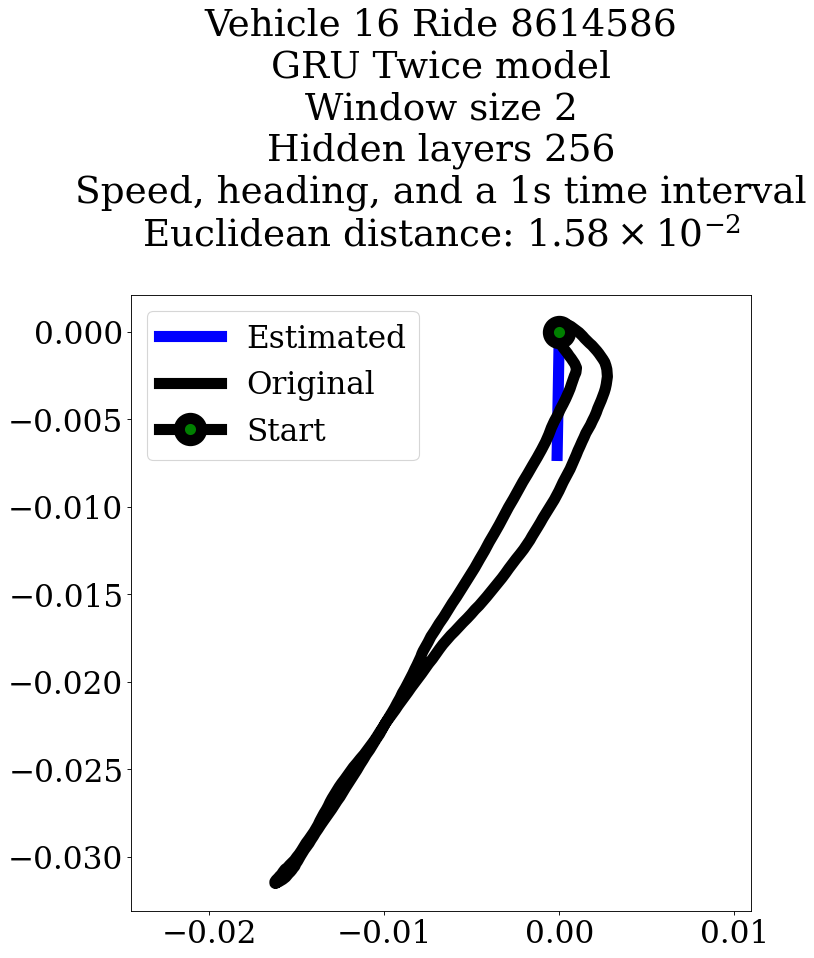 Vehicle 16 Ride 8614586
GRU Twice model
Window size 2
Hidden layers 256
Speed, heading, and a 1s time interval
Euclidean distance: 1.58 × 10⁻²
Estimated
Original
Start
0.000
−0.005
−0.010
−0.015
−0.020
−0.025
−0.030
−0.02 −0.01 0.00 0.01